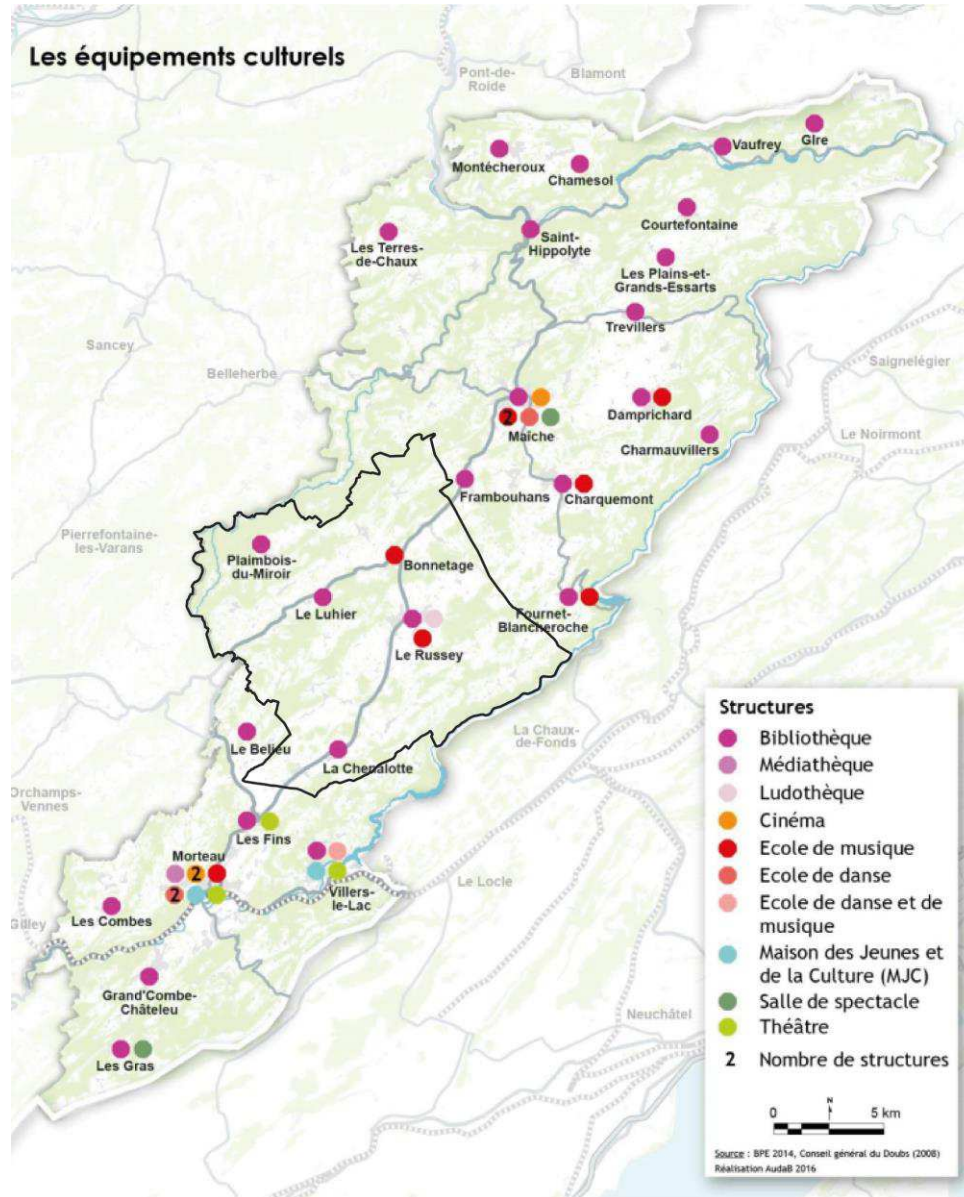 Les équipements culturels
Pont-de-
Roide
Blamont
Glre
Vaufrey
Montécheroux
Chamesol
Courtefontaine
Saint-
Hippolyte
Les Terres-
de-Chaux
Les Plains-et-
Grands-Essarts
Trevillers
Sancey
Belleherbe
Saignelégier
Damprichard
2
Maîche
Charmauvillers
Le Noirmont
Frambouhans
Charquemont
Pierrefontaine-
les-Varans
Plaimbois-
du-Miroir
Bonnetage
Le Luhier
Fournet-
Blancheroche
Le Russey
La Chaux-
de-Fonds
Le Belieu
La Chenalotte
Orchamps-
Vennes
Les Fins
Morteau
2
2
Villers-
le-Lac
Le Locle
Les Combes
Gilley
Grand'Combe-
Châteleu
Neuchâtel
Les Gras
Structures
Bibliothèque
Médiathèque
Ludothèque
Cinéma
Ecole de musique
Ecole de danse
Ecole de danse et de
musique
Maison des Jeunes et
de la Culture (MJC)
Salle de spectacle
Théâtre
2 Nombre de structures
N
0 5 km
Source : BPE 2014, Conseil général du Doubs (2008)
Réalisation AudaB 2016